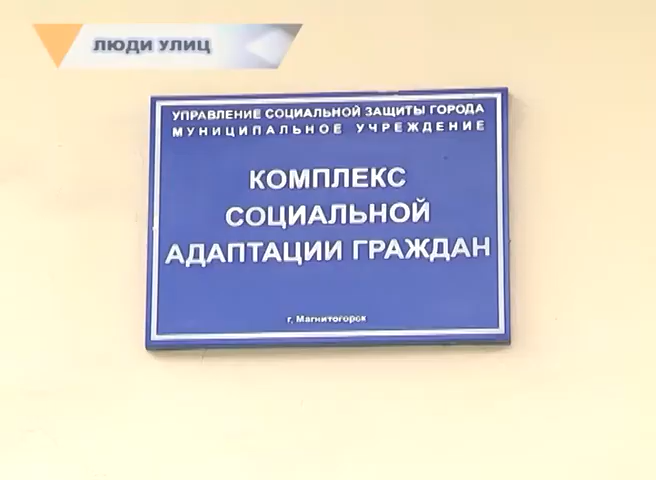 ЛЮДИ УЛИЦ
УПРАВЛЕНИЕ СОЦИАЛЬНОЙ ЗАЩИТЫ ГОРОДА
МУНИЦИПАЛЬНОЕ УЧРЕЖДЕНИЕ
КОМПЛЕКС
СОЦИАЛЬНОЙ
АДАПТАЦИИ ГРАЖДАН
г. Магнитогорск